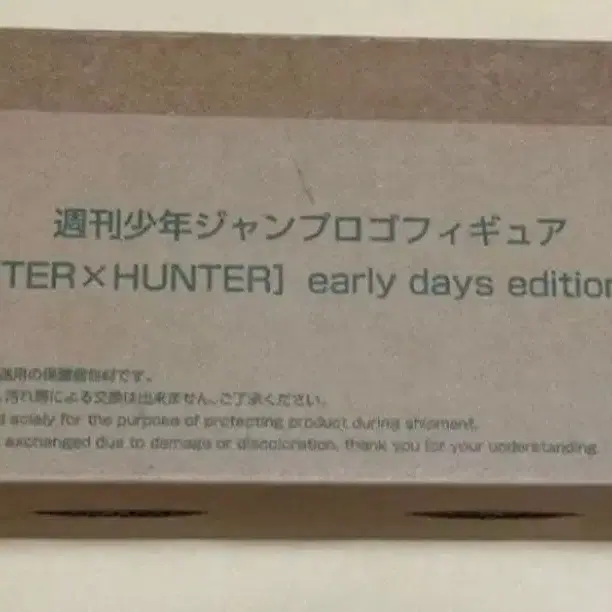 週刊少年ジャンプロゴフィギュア
TER×HUNTER] early days edition
送用の保護梱包材です。
汚れ等による交換は出来ません。ご了承ください。
solely for the purpose of protecting product during shipment.
exchanged due to damage or discoloration, thank you for your understanding.